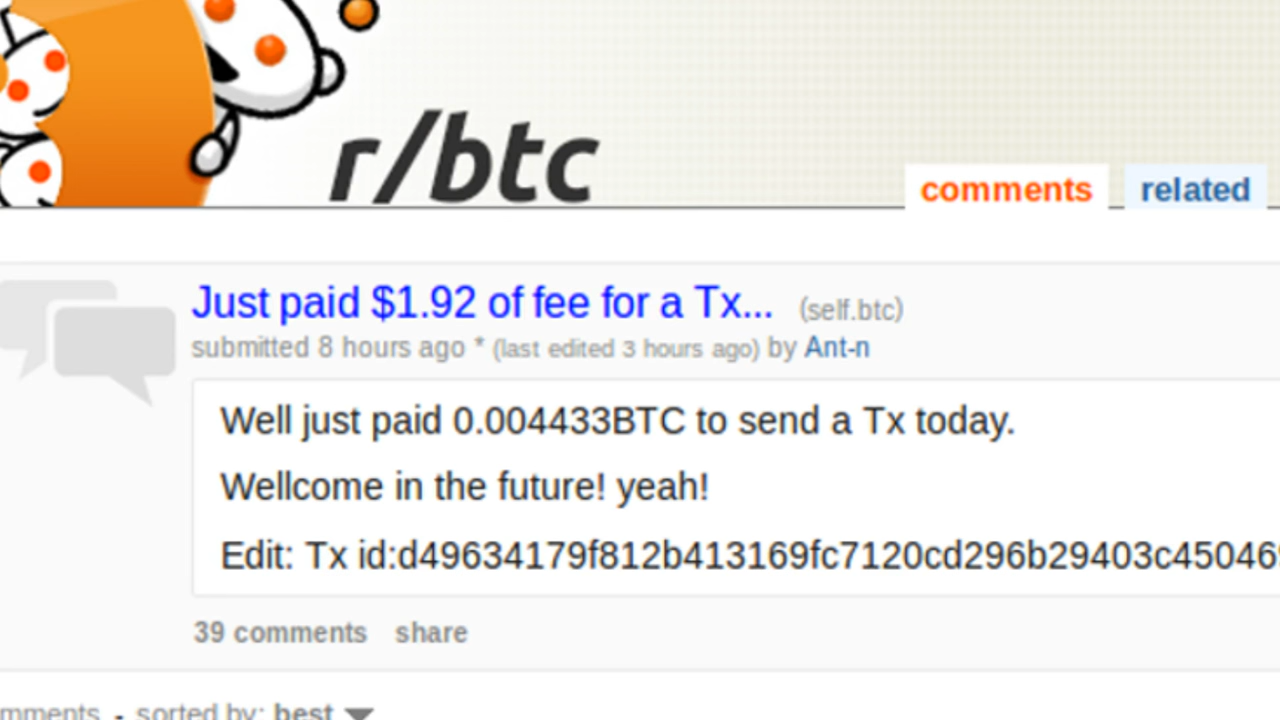 r/btc
comments related
Just paid $1.92 of fee for a Tx... (self.btc)
submitted 8 hours ago * (last edited 3 hours ago) by Ant-n
Well just paid 0.004433BTC to send a Tx today.
Wellcome in the future! yeah!
Edit: Tx id:d49634179f812b413169fc7120cd296b29403c450469
39 comments share
mments - sorted by: best